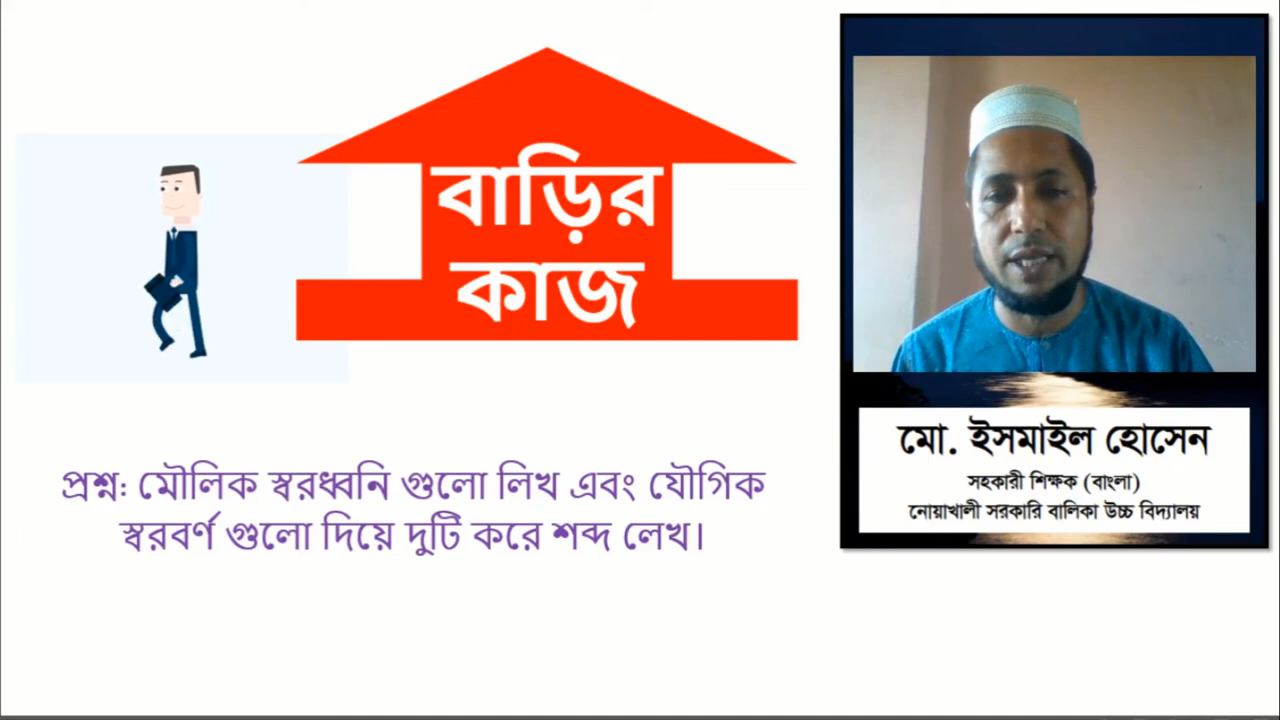 বাড়ির
কাজ
প্রশ্ন: মৌলিক স্বরধ্বনি গুলো লিখ এবং যৌগিক
স্বরবর্ণ গুলো দিয়ে দুটি করে শব্দ লেখ।
মো. ইসমাইল হোসেন
সহকারী শিক্ষক (বাংলা)
নোয়াখালী সরকারি বালিকা উচ্চ বিদ্যালয়